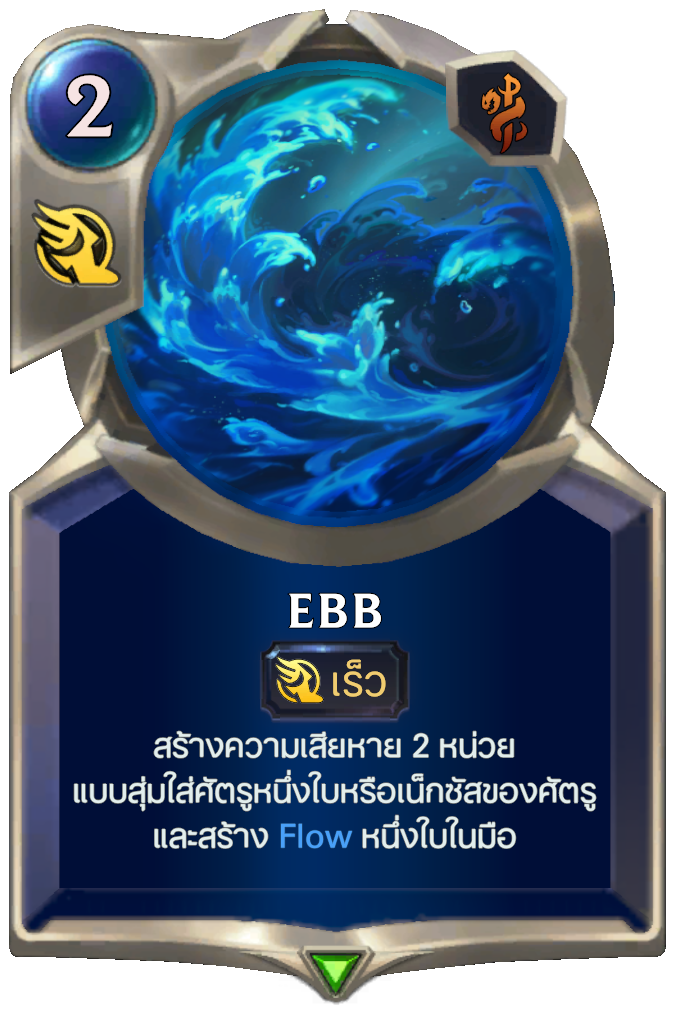 2
EBB
เร็ว
สร้างความเสียหาย 2 หน่วย
แบบสุ่มใส่ศัตรูหนึ่งใบหรือเน็กซัสของศัตรู
และสร้าง Flow หนึ่งใบในมือ